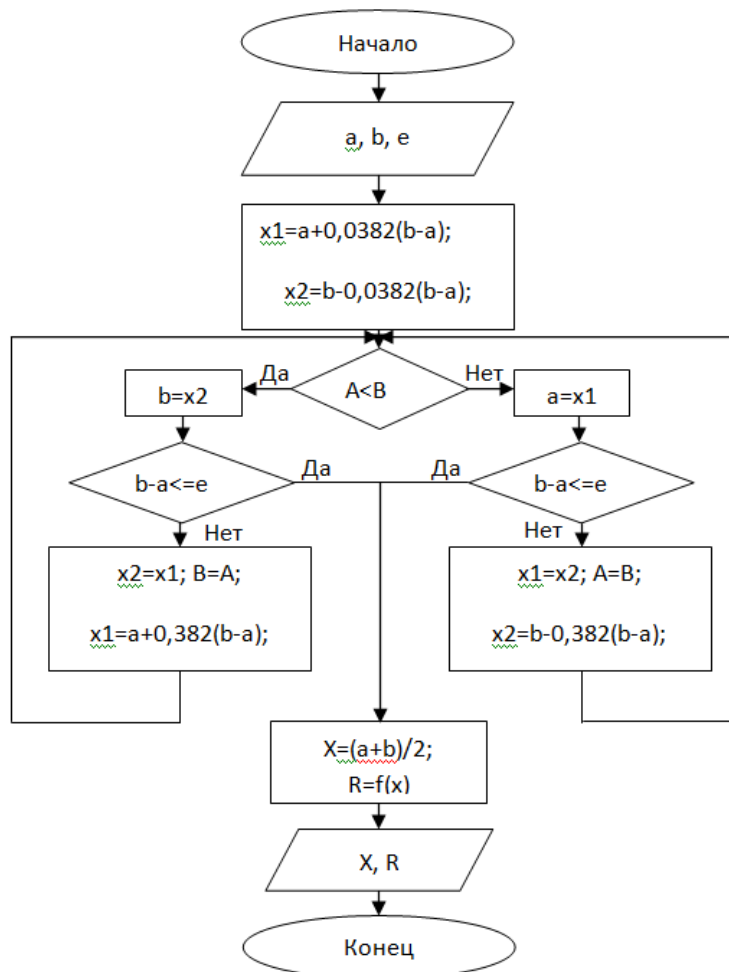 Начало
a, b, e
x1=a+0,0382(b-a);
x2=b-0,0382(b-a);
A<B
Да
Нет
b=x2
a=x1
b-a<=e
Да
Да
b-a<=e
Нет
Нет
x2=x1; B=A;
x1=a+0,382(b-a);
x1=x2; A=B;
x2=b-0,382(b-a);
X=(a+b)/2;
R=f(x)
X, R
Конец